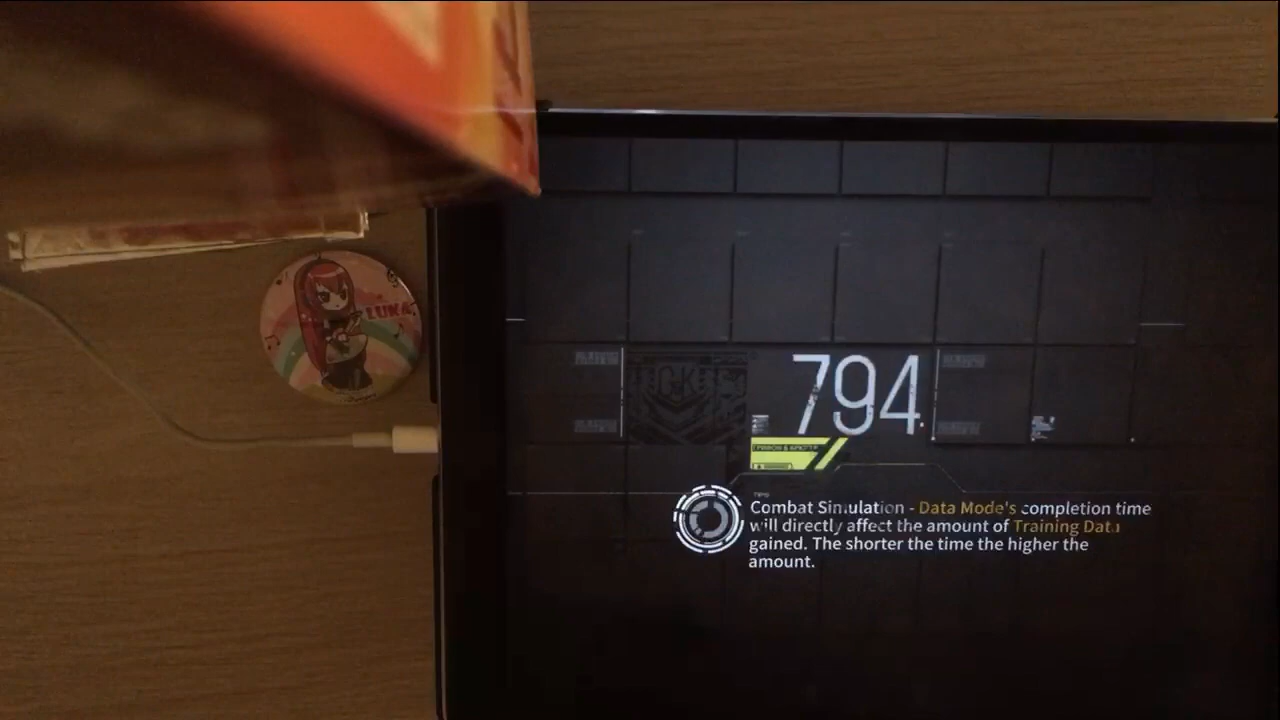 LUKA
794
TIPS
Combat Simulation - Data Mode's completion time
will directly affect the amount of Training Data
gained. The shorter the time the higher the
amount.